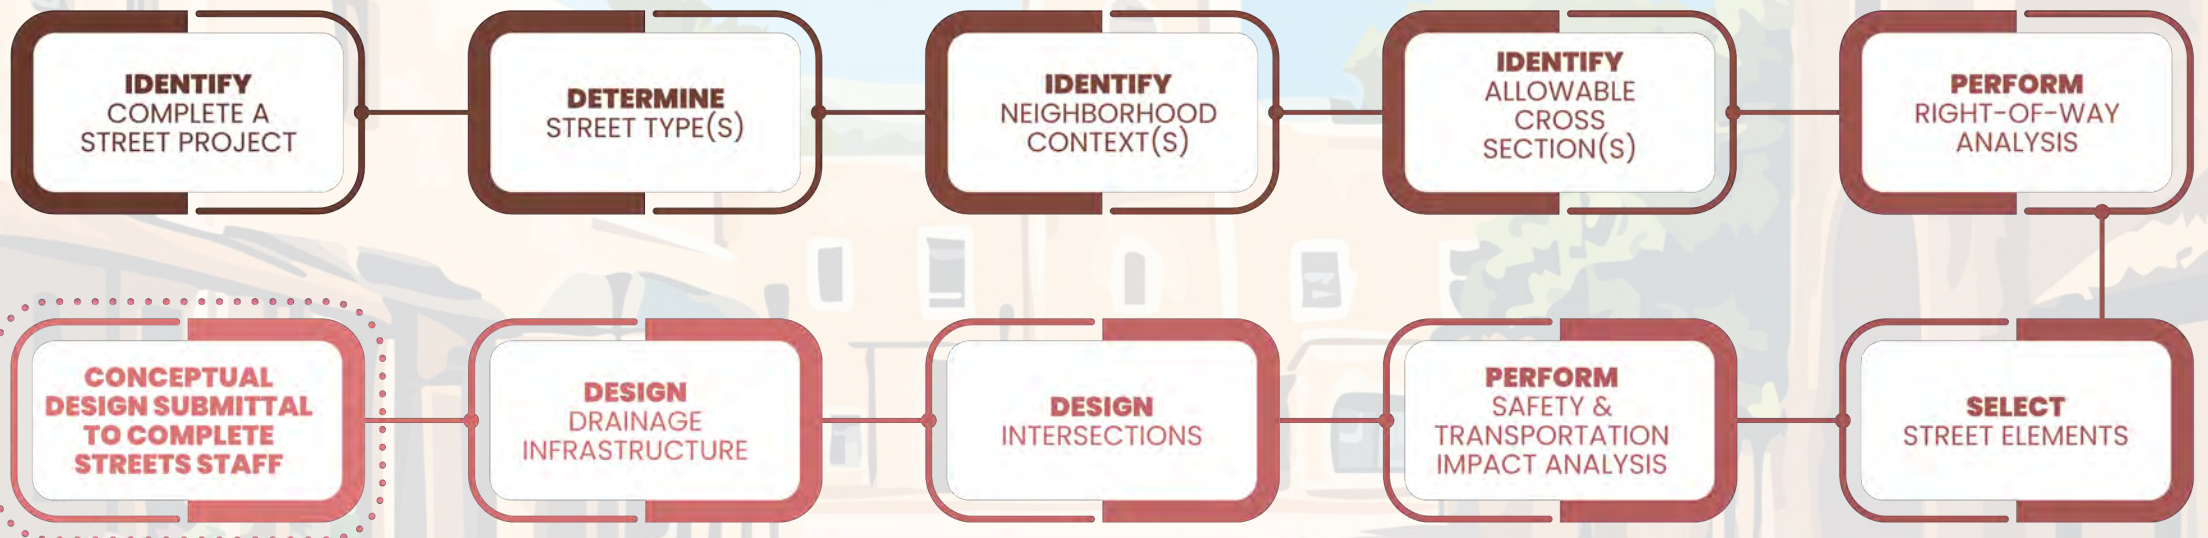 IDENTIFY
COMPLETE A
STREET PROJECT
DETERMINE
STREET TYPE(S)
IDENTIFY
NEIGHBORHOOD
CONTEXT(S)
IDENTIFY
ALLOWABLE
CROSS
SECTION(S)
PERFORM
RIGHT-OF-WAY
ANALYSIS
SELECT
STREET ELEMENTS
PERFORM
SAFETY &
TRANSPORTATION
IMPACT ANALYSIS
DESIGN
INTERSECTIONS
DESIGN
DRAINAGE
INFRASTRUCTURE
CONCEPTUAL
DESIGN SUBMITTAL
TO COMPLETE
STREETS STAFF